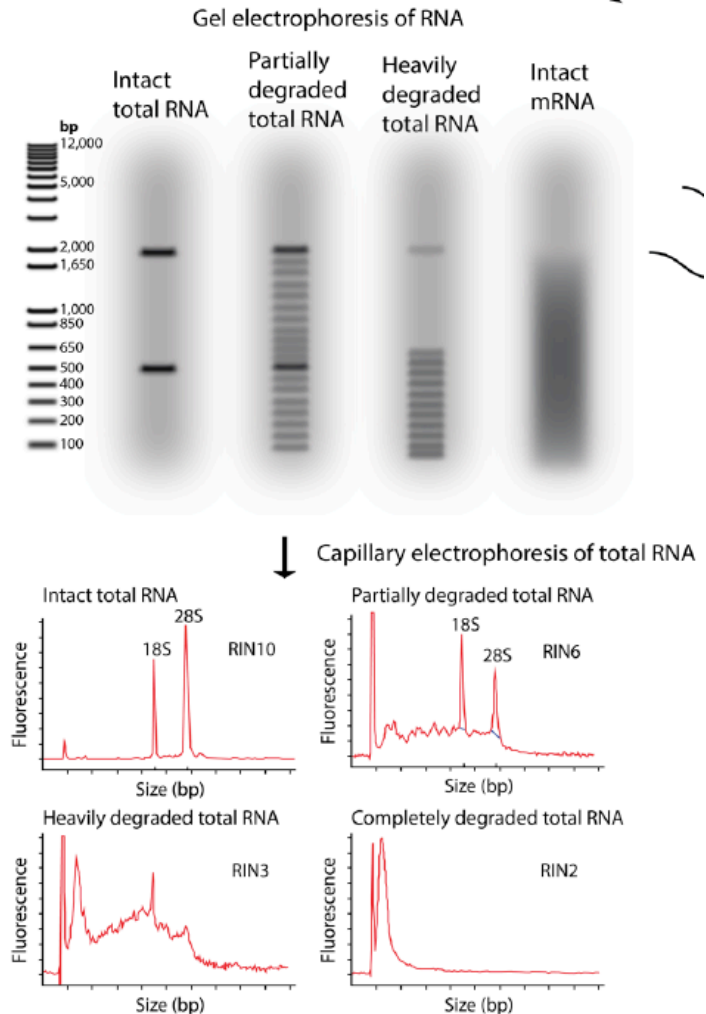 Gel electrophoresis of RNA
Intact
total RNA
Partially
degraded
total RNA
Heavily
degraded
total RNA
Intact
mRNA
bp
12,000
5,000
2,000
1,650
1,000
850
650
500
400
300
200
100
Capillary electrophoresis of total RNA
Intact total RNA
Fluorescence
18S
28S
RIN10
Size (bp)
Partially degraded total RNA
Fluorescence
18S
28S
RIN6
Size (bp)
Heavily degraded total RNA
Fluorescence
RIN3
Size (bp)
Completely degraded total RNA
Fluorescence
RIN2
Size (bp)